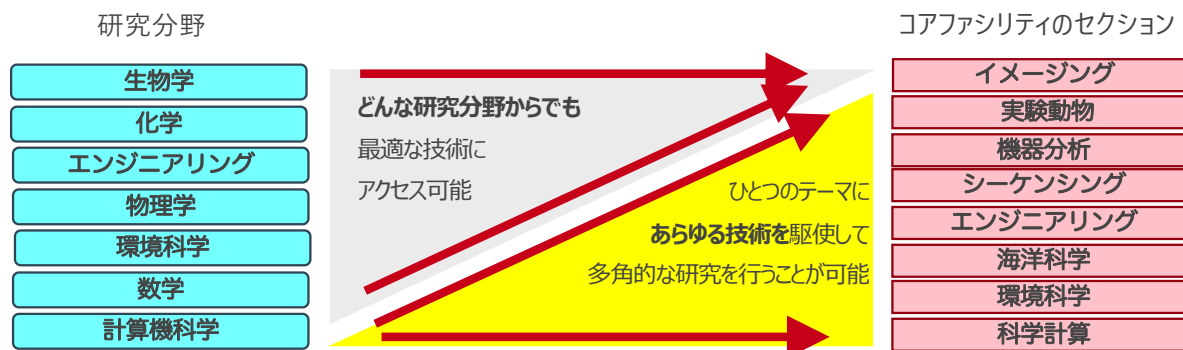 研究分野
生物学
化学
エンジニアリング
物理学
環境科学
数学
計算機科学
どんな研究分野からでも
最適な技術に
アクセス可能
ひとつのテーマに
あらゆる技術を駆使して
多角的な研究を行うことが可能
コアファシリティのセクション
イメージング
実験動物
機器分析
シーケンシング
エンジニアリング
海洋科学
環境科学
科学計算